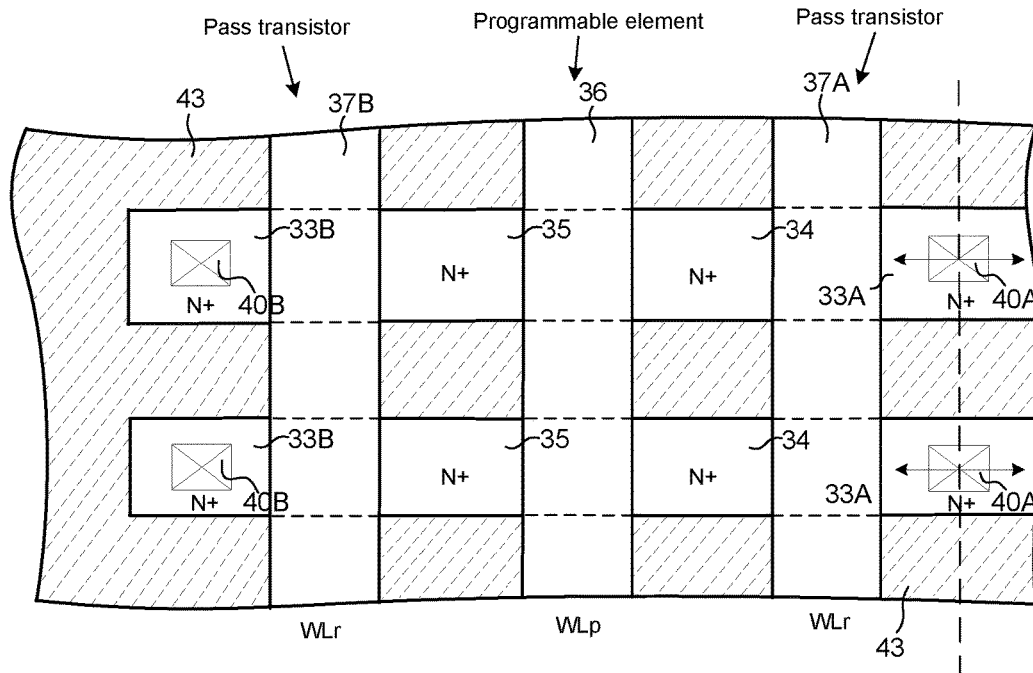 Pass transistor
Programmable element
Pass transistor
43
37B
36
37A
33B
35
34
N+
40B
N+
N+
33A
40A
N+
33B
35
34
N+
40B
N+
N+
33A
40A
N+
WLr
WLp
WLr
43